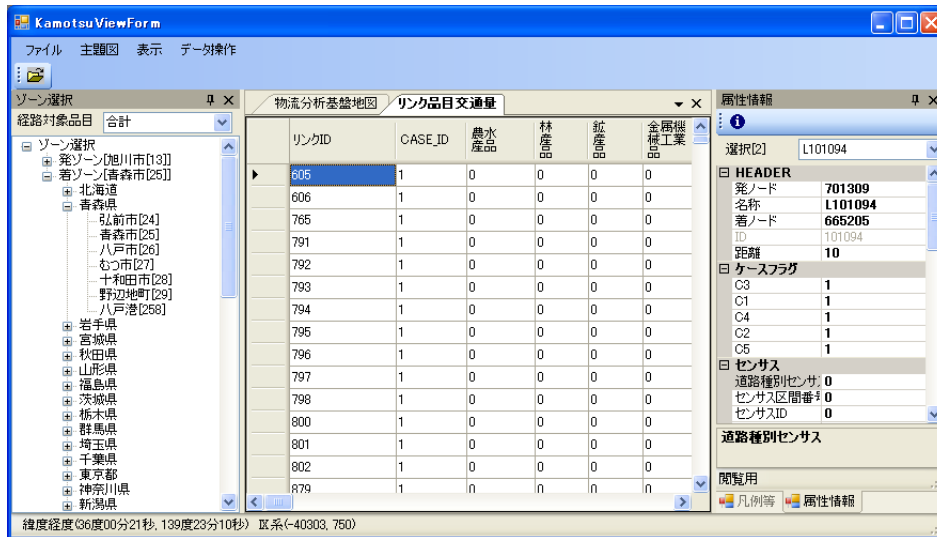 KamotsuViewForm
ファイル 主題図 表示 データ操作
ゾーン選択
経路対象品目 合計
ゾーン選択
発ゾーン[旭川市[13]]
着ゾーン[青森市[25]]
北海道
青森県
弘前市[24]
青森市[25]
八戸市[26]
むつ市[27]
十和田市[28]
野辺地町[29]
八戸港[258]
岩手県
宮城県
秋田県
山形県
福島県
茨城県
栃木県
群馬県
埼玉県
千葉県
東京都
神奈川県
新潟県
物流分析基盤地図 リンク品目交通量
リンクID CASE_ID 農水産品 林産品 鉱産品 金属機械工業品
605 1 0 0 0 0
606 1 0 0 0 0
765 1 0 0 0 0
791 1 0 0 0 0
792 1 0 0 0 0
793 1 0 0 0 0
794 1 0 0 0 0
795 1 0 0 0 0
796 1 0 0 0 0
797 1 0 0 0 0
798 1 0 0 0 0
800 1 0 0 0 0
801 1 0 0 0 0
802 1 0 0 0 0
879 1 0 0 0 0
属性情報
選択[2] L101094
HEADER
発ノード 701309
名称 L101094
着ノード 665205
ID 101094
距離 10
ケースフラグ
C3 1
C1 1
C4 1
C2 1
C5 1
センサス
道路種別センサ 0
センサス区間番号 0
センサスID 0
道路種別センサス
閲覧用
凡例等 属性情報
緯度経度(36度00分21秒, 139度23分10秒) IX系(-40303, 750)